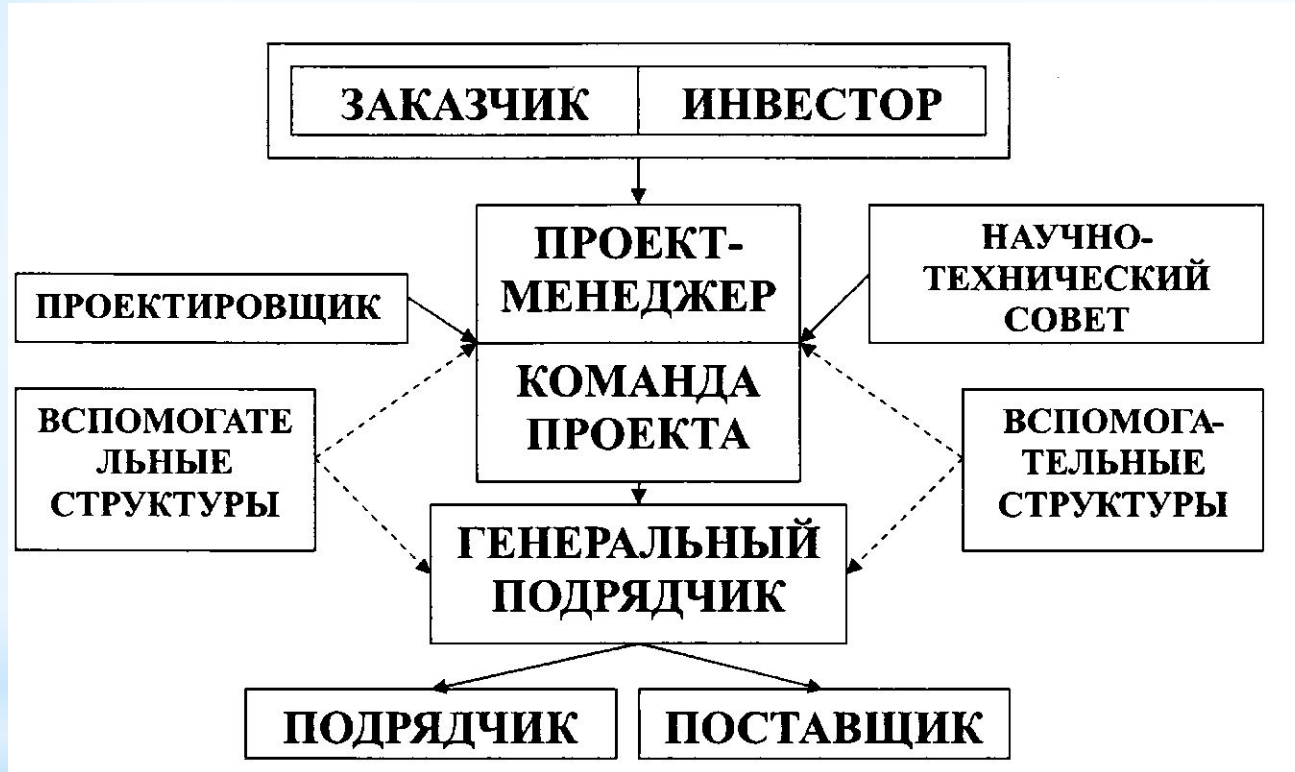 ЗАКАЗЧИК
ИНВЕСТОР
ПРОЕКТ-
МЕНЕДЖЕР
НАУЧНО-
ТЕХНИЧЕСКИЙ
СОВЕТ
ПРОЕКТИРОВЩИК
КОМАНДА
ПРОЕКТА
ВСПОМОГАТЕ
ЛЬНЫЕ
СТРУКТУРЫ
ВСПОМОГА-
ТЕЛЬНЫЕ
СТРУКТУРЫ
ГЕНЕРАЛЬНЫЙ
ПОДРЯДЧИК
ПОДРЯДЧИК
ПОСТАВЩИК